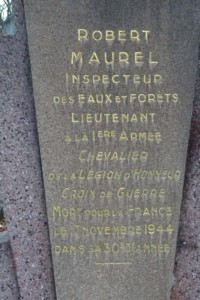 ROBERT
MAUREL
INSPECTEUR
DES EAUX ET FORÊTS
LIEUTENANT
À LA 1ÈRE ARMÉE
CHEVALIER
DE LA LÉGION D'HONNEUR
CROIX DE GUERRE
MORT POUR LA FRANCE
LE 7 NOVEMBRE 1944
DANS SA 30ÈME ANNÉE